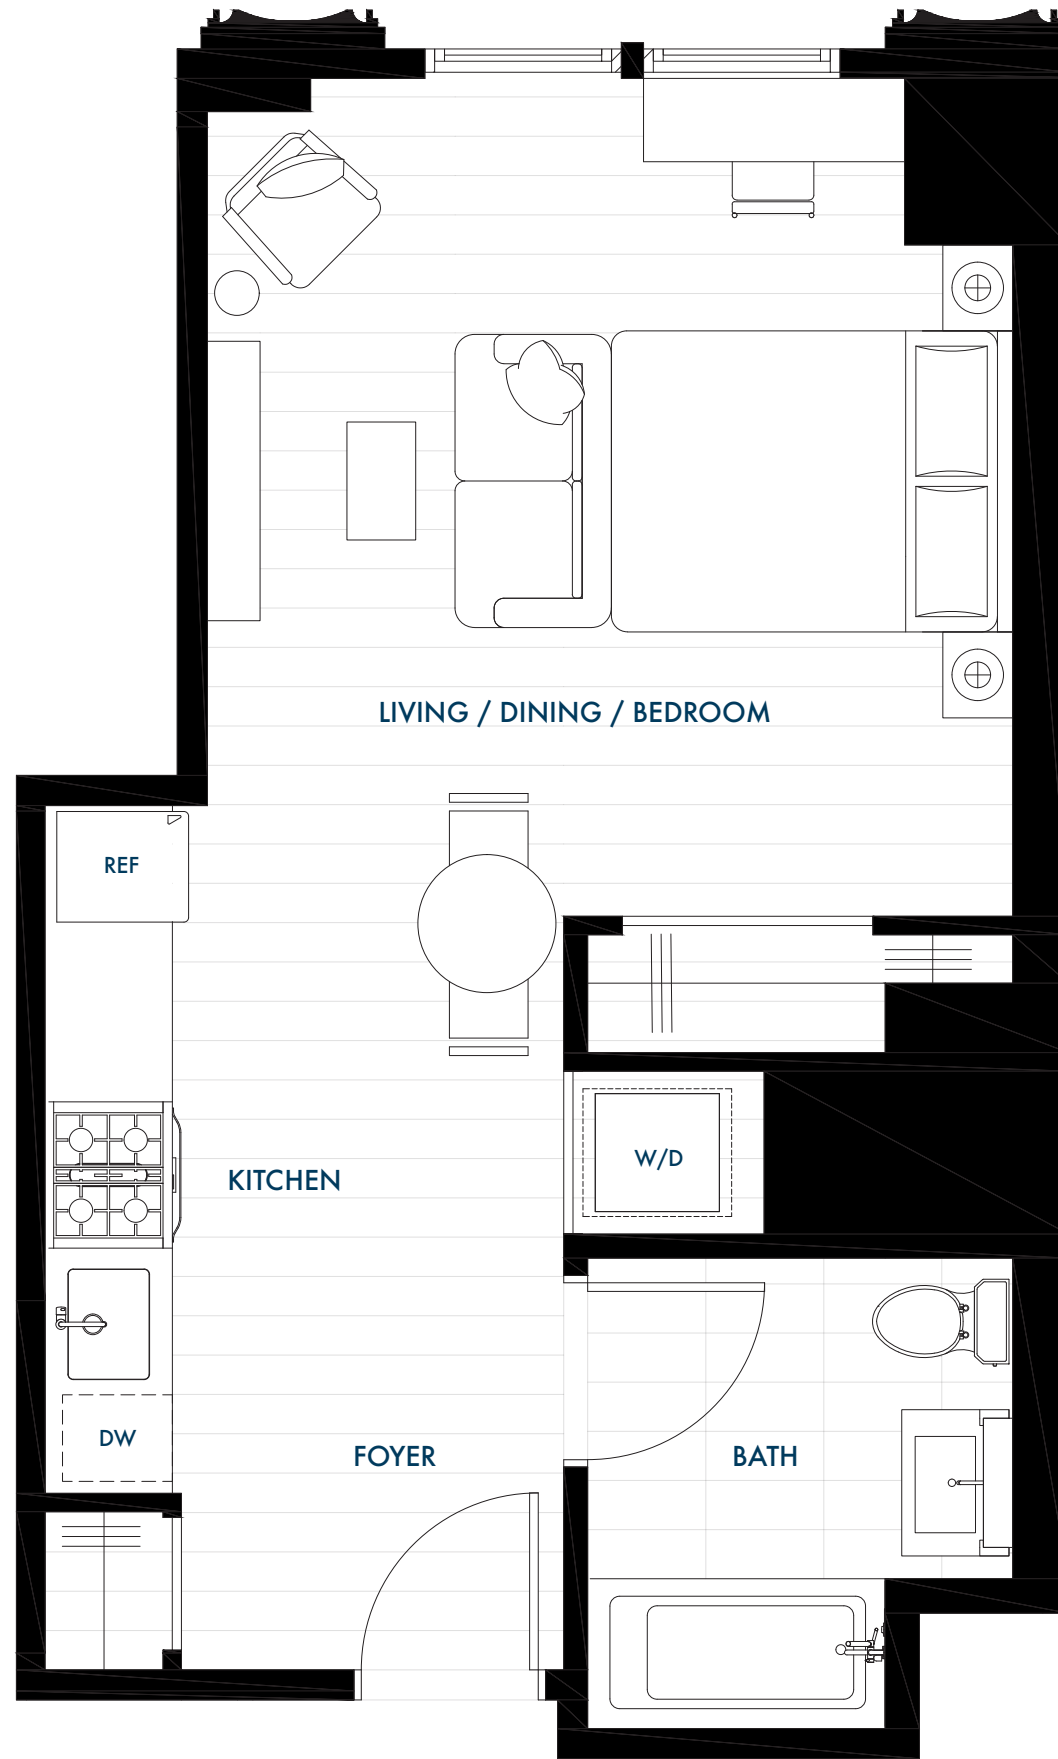 LIVING / DINING / BEDROOM
REF
W/D
KITCHEN
DW
FOYER
BATH